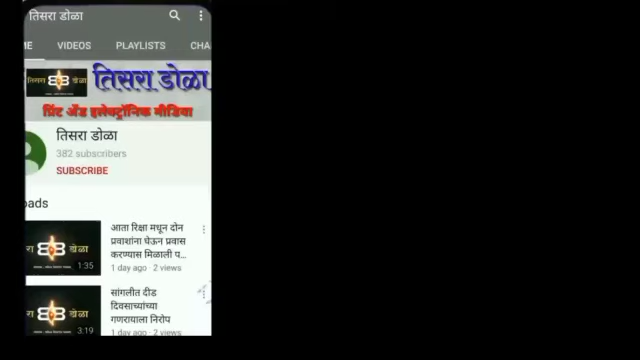 तिसरा डोळा
ME VIDEOS PLAYLISTS CHA
तिसरा डोळा
तिसरा डोळा
प्रिंट अँड इलेक्ट्रॉनिक मीडिया
तिसरा डोळा
382 subscribers
SUBSCRIBE
oads
आता रिक्षा मधून दोन
प्रवाशांना घेऊन प्रवास
करण्यास मिळाली प...
1 day ago · 2 views
रा डोळा
1:35
सांगलीत दीड
दिवसाच्यांच्या
गणरायाला निरोप
1 day ago · 2 views
रा डोळा
3:19